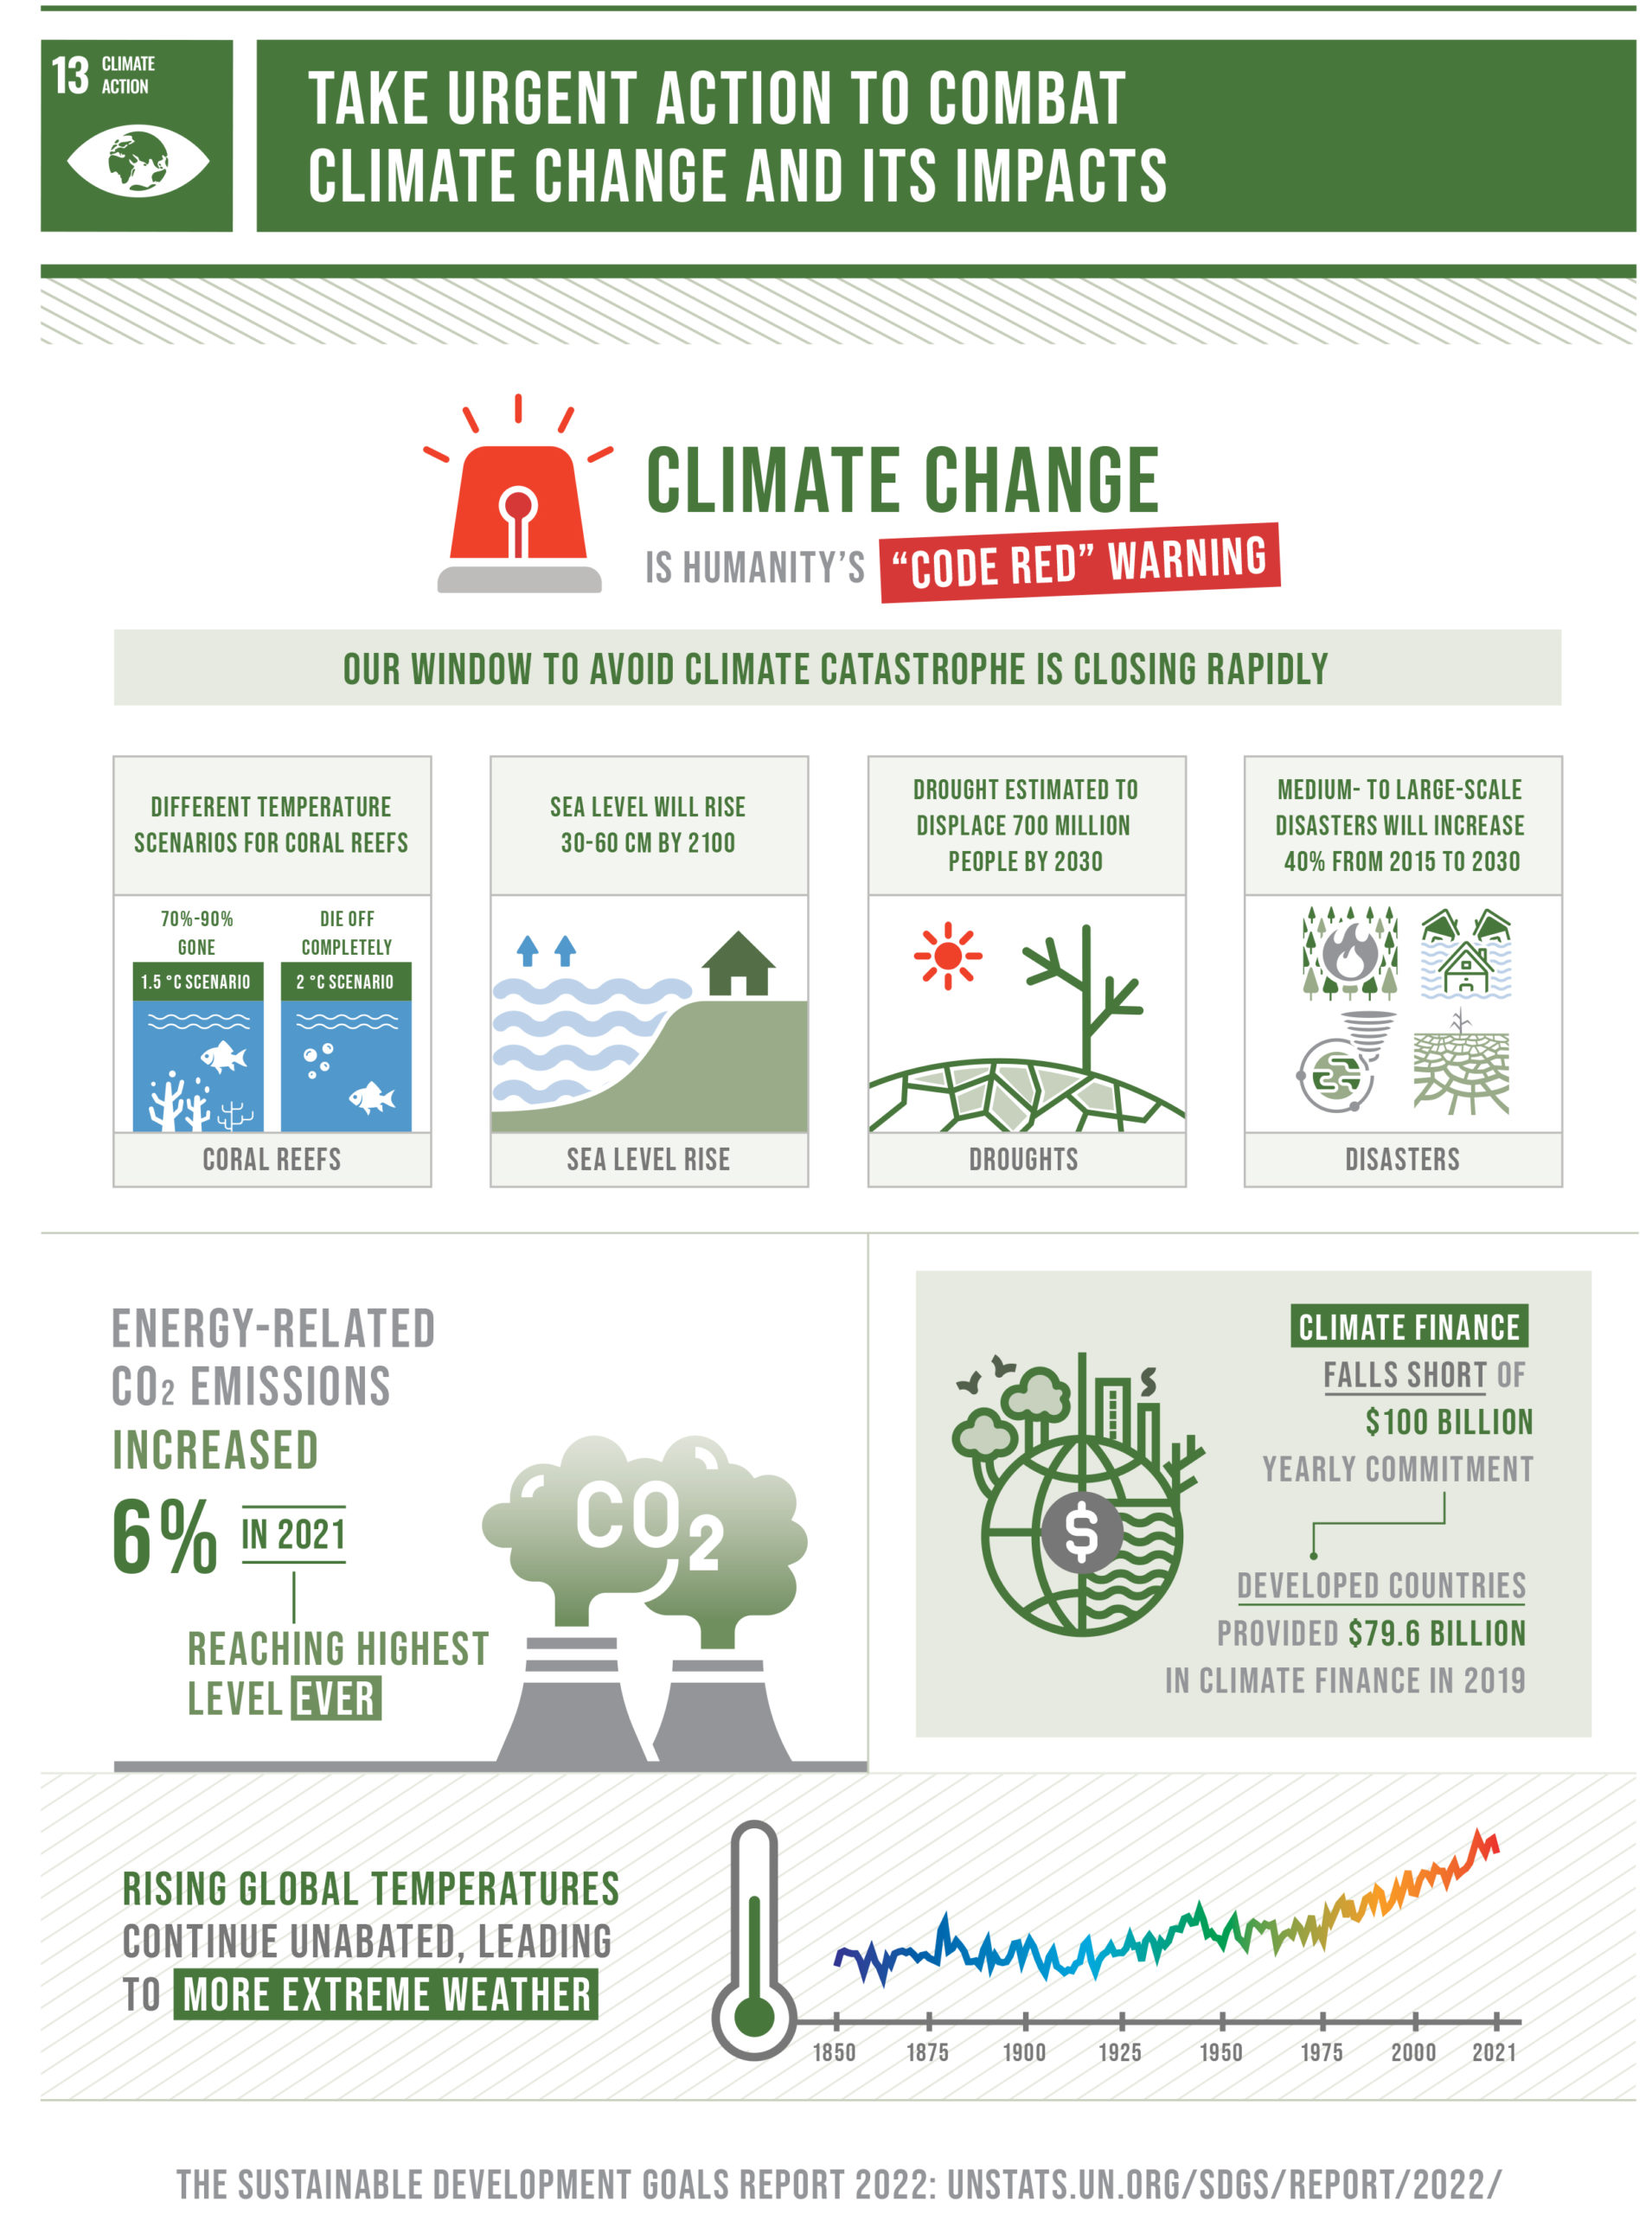 13 CLIMATE
ACTION
TAKE URGENT ACTION TO COMBAT
CLIMATE CHANGE AND ITS IMPACTS
CLIMATE CHANGE
IS HUMANITY'S "CODE RED" WARNING
OUR WINDOW TO AVOID CLIMATE CATASTROPHE IS CLOSING RAPIDLY
DIFFERENT TEMPERATURE
SCENARIOS FOR CORAL REEFS
70%-90%
GONE
1.5 °C SCENARIO
DIE OFF
COMPLETELY
2 °C SCENARIO
CORAL REEFS
SEA LEVEL WILL RISE
30-60 CM BY 2100
SEA LEVEL RISE
DROUGHT ESTIMATED TO
DISPLACE 700 MILLION
PEOPLE BY 2030
DROUGHTS
MEDIUM- TO LARGE-SCALE
DISASTERS WILL INCREASE
40% FROM 2015 TO 2030
DISASTERS
ENERGY-RELATED
CO2 EMISSIONS
INCREASED
6% IN 2021
REACHING HIGHEST
LEVEL EVER
CO2
CLIMATE FINANCE
FALLS SHORT OF
$100 BILLION
YEARLY COMMITMENT
$
DEVELOPED COUNTRIES
PROVIDED $79.6 BILLION
IN CLIMATE FINANCE IN 2019
RISING GLOBAL TEMPERATURES
CONTINUE UNABATED, LEADING
TO MORE EXTREME WEATHER
1850 1875 1900 1925 1950 1975 2000 2021
THE SUSTAINABLE DEVELOPMENT GOALS REPORT 2022: UNSTATS.UN.ORG/SDGS/REPORT/2022/